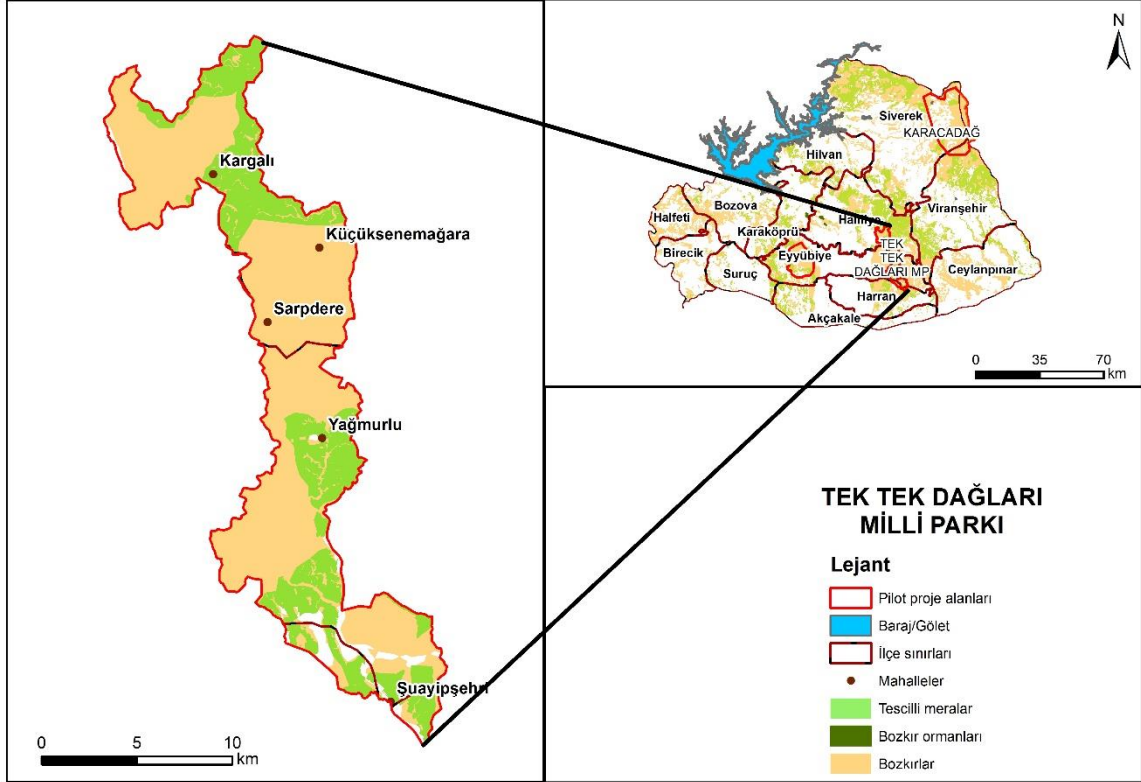 Kargalı
Küçüksenemağara
Sarpdere
Yağmurlu
Şuayipşehri
0 5 10
km
N
Siverek
KARACADAĞ
Hilvan
Bozova
Viranşehir
Halfeti
Haliliye
Karaköprü
TEK
TEK
DAĞLARI MP
Birecik
Eyyübiye
Ceylanpınar
Suruç
Harran
Akçakale
0 35 70
km
TEK TEK DAĞLARI
MİLLİ PARKI
Lejant
Pilot proje alanları
Baraj/Gölet
İlçe sınırları
Mahalleler
Tescilli meralar
Bozkır ormanları
Bozkırlar